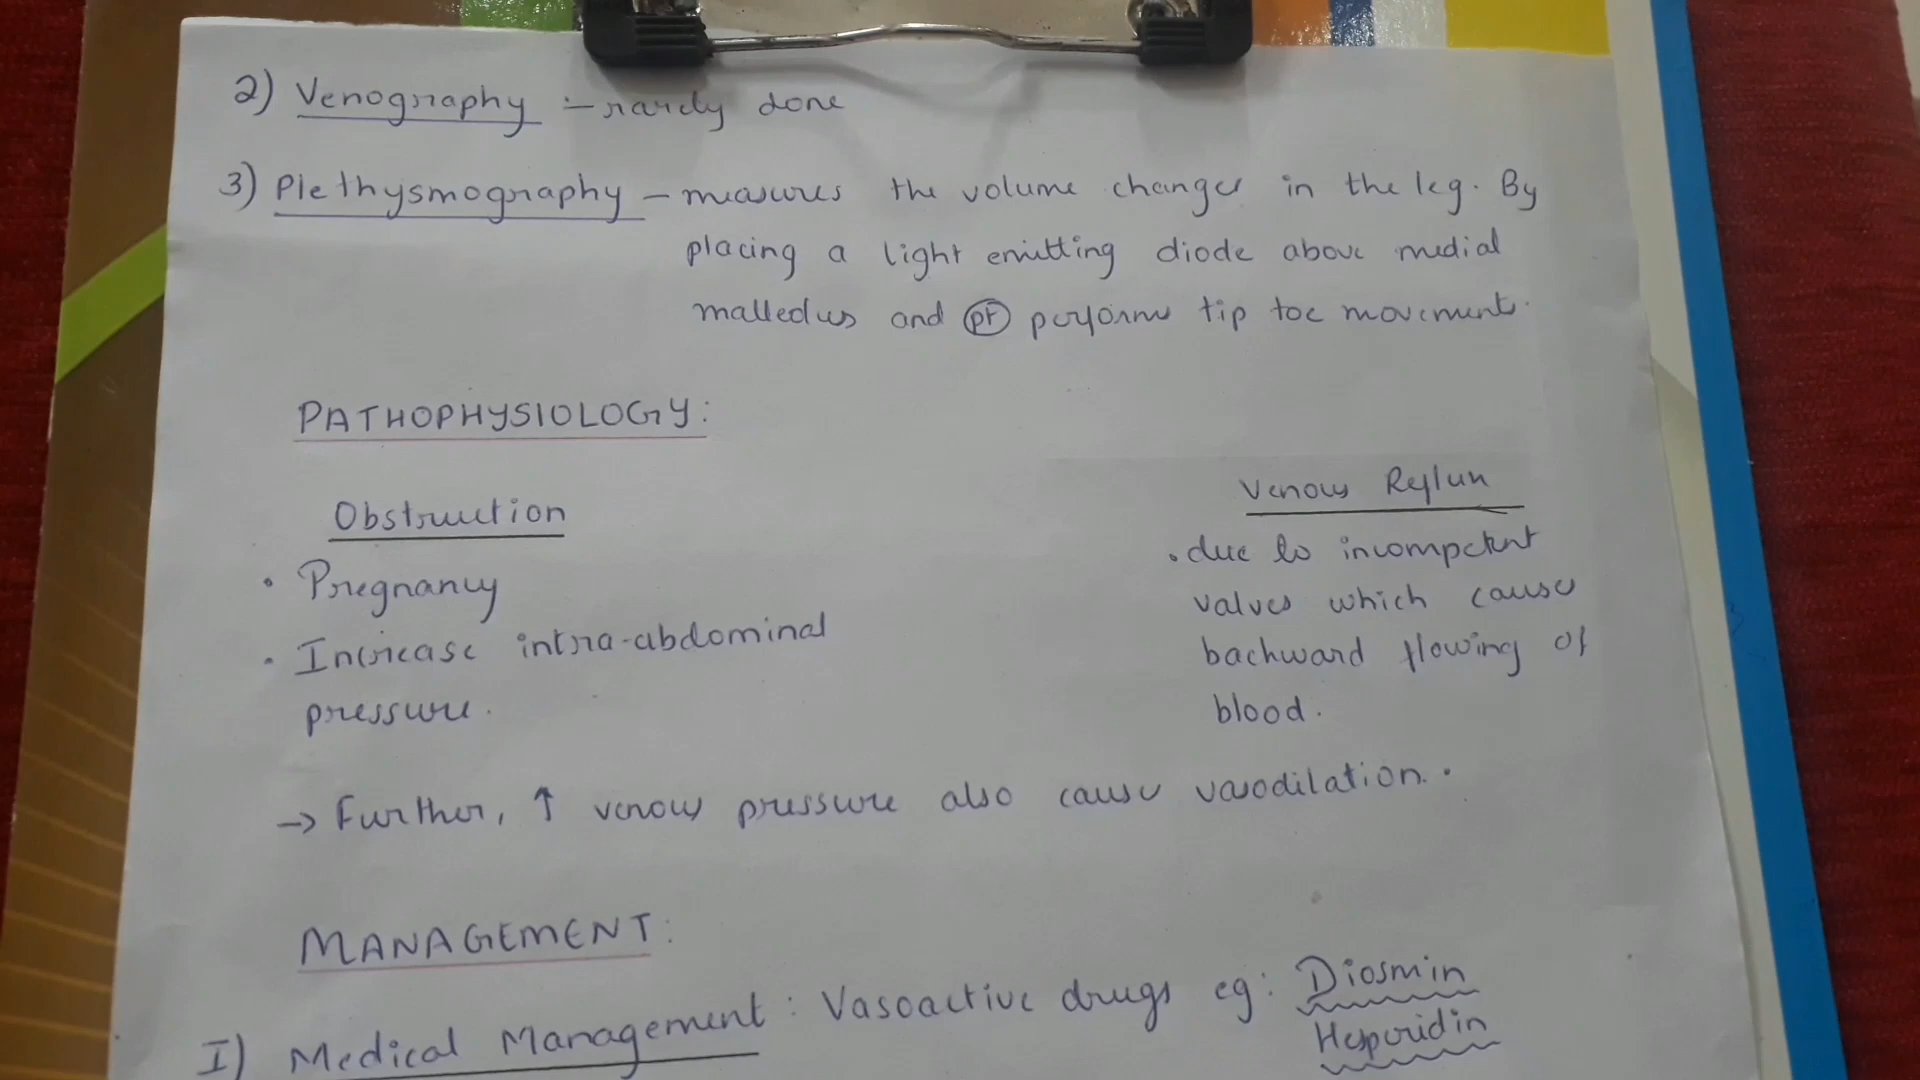 2) Venography :- rarely done
3) Plethysmography - measures the volume changes in the leg. By
placing a light emitting diode above medial
malleolus and pt performs tip toe movement.
PATHOPHYSIOLOGY:
Obstruction
• Pregnancy
• Increase intra-abdominal
pressure.
Venous Reflux
• due to incompetent
valves which cause
backward flowing of
blood.
→ Further, ↑ venous pressure also cause vasodilation.
MANAGEMENT:
I) Medical Management : Vasoactive drugs eg: Diosmin
Hesperidin